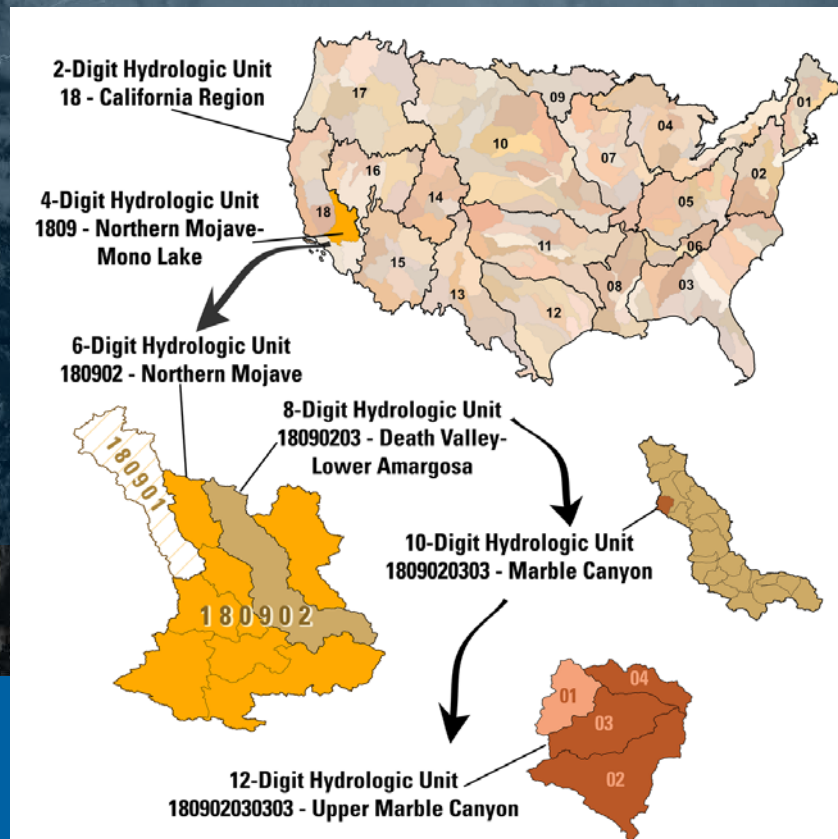 2-Digit Hydrologic Unit
18 - California Region
17
09
01
04
10
07
16
02
4-Digit Hydrologic Unit
1809 - Northern Mojave-
Mono Lake
18
14
05
11
06
15
08
03
13
12
6-Digit Hydrologic Unit
180902 - Northern Mojave
8-Digit Hydrologic Unit
18090203 - Death Valley-
Lower Amargosa
180901
10-Digit Hydrologic Unit
1809020303 - Marble Canyon
180902
04
01
03
02
12-Digit Hydrologic Unit
180902030303 - Upper Marble Canyon